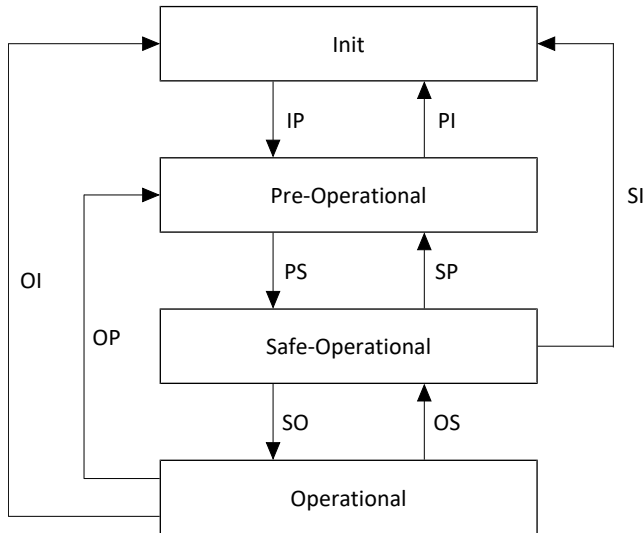 Init
IP
PI
Pre-Operational
SI
PS
SP
OI
OP
Safe-Operational
SO
OS
Operational